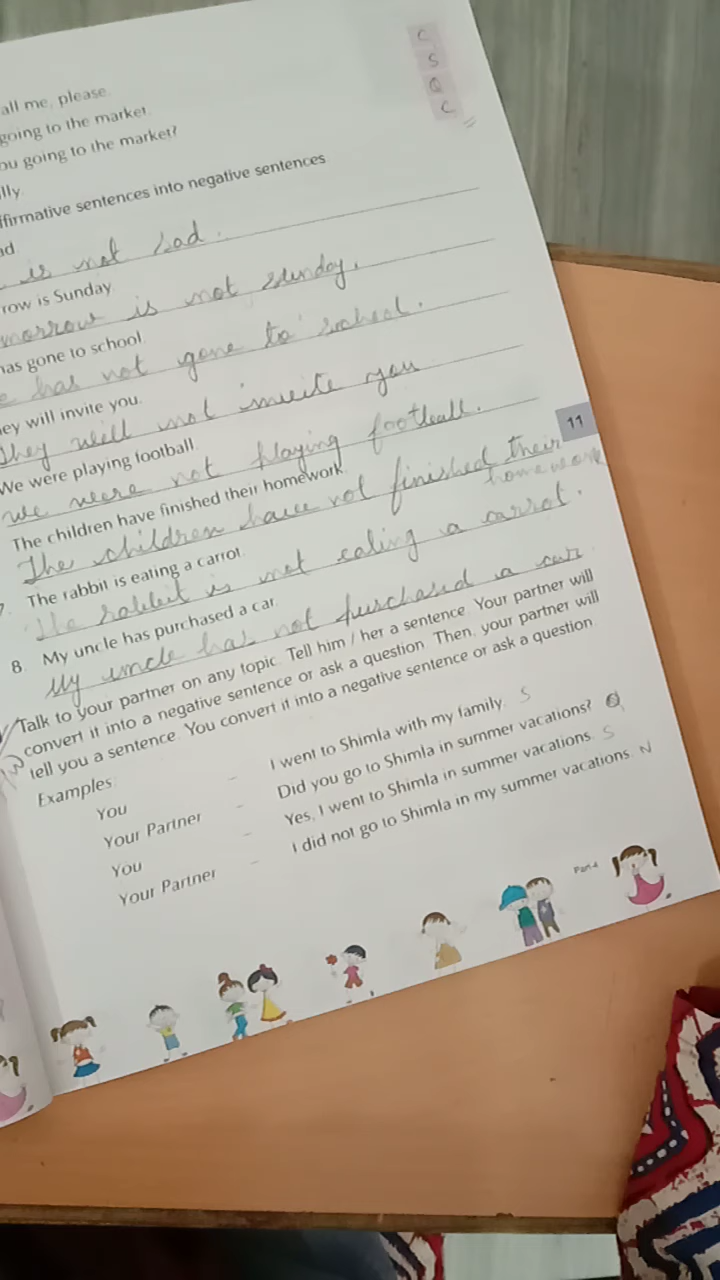 C
S
Q
C
all me, please.
going to the market.
ou going to the market?
lly.
ffirmative sentences into negative sentences
ad
is not sad.
row is Sunday
morrow is not sunday.
has gone to school.
e has not gone to school.
ey will invite you.
They will not invite you
We were playing football.
we were not playing football.
11
The children have finished their homework.
The children have not finished their
homework
7. The rabbit is eating a carrot.
The rabbit is not eating a carrot.
8. My uncle has purchased a car.
My uncle has not purchased a car
Talk to your partner on any topic. Tell him / her a sentence. Your partner will
convert it into a negative sentence or ask a question. Then, your partner will
tell you a sentence. You convert it into a negative sentence or ask a question
Examples:
You – I went to Shimla with my family. S
Your Partner – Did you go to Shimla in summer vacations? Q
You – Yes, I went to Shimla in summer vacations. S
Your Partner – I did not go to Shimla in my summer vacations. N
Part-4